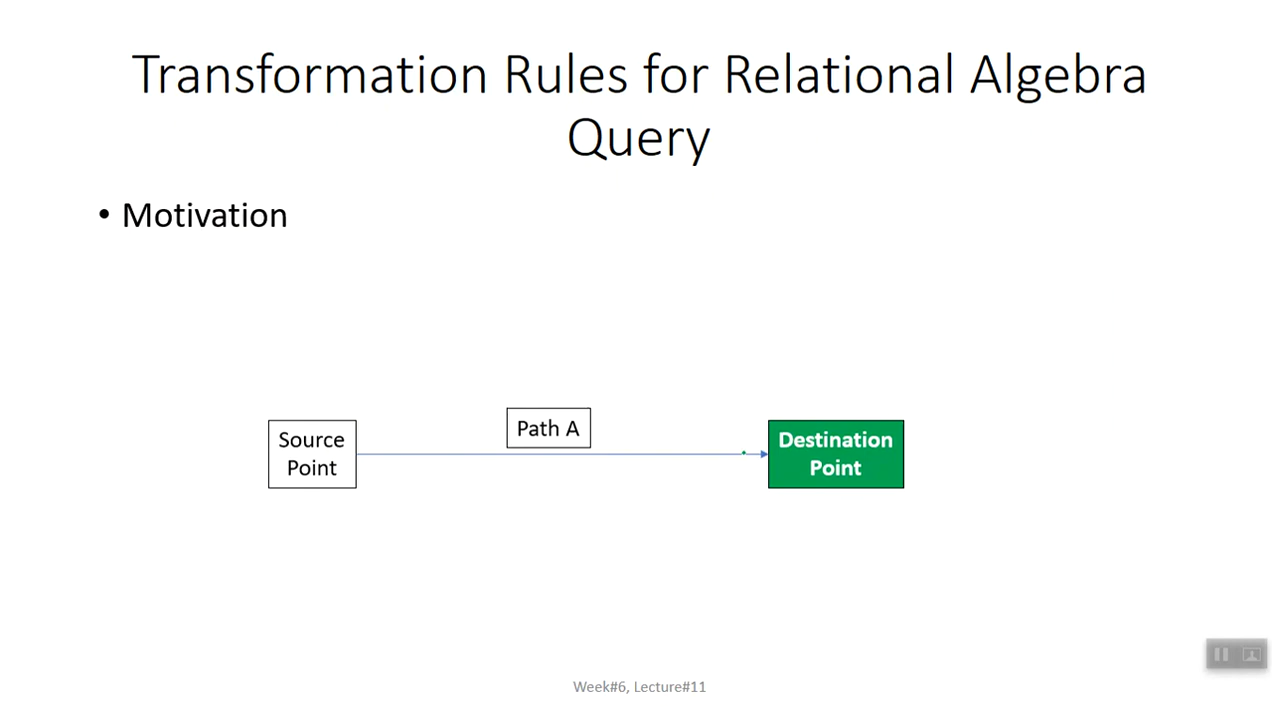 Transformation Rules for Relational Algebra
Query
• Motivation
Path A
Source
Point
Destination
Point
Week#6, Lecture#11